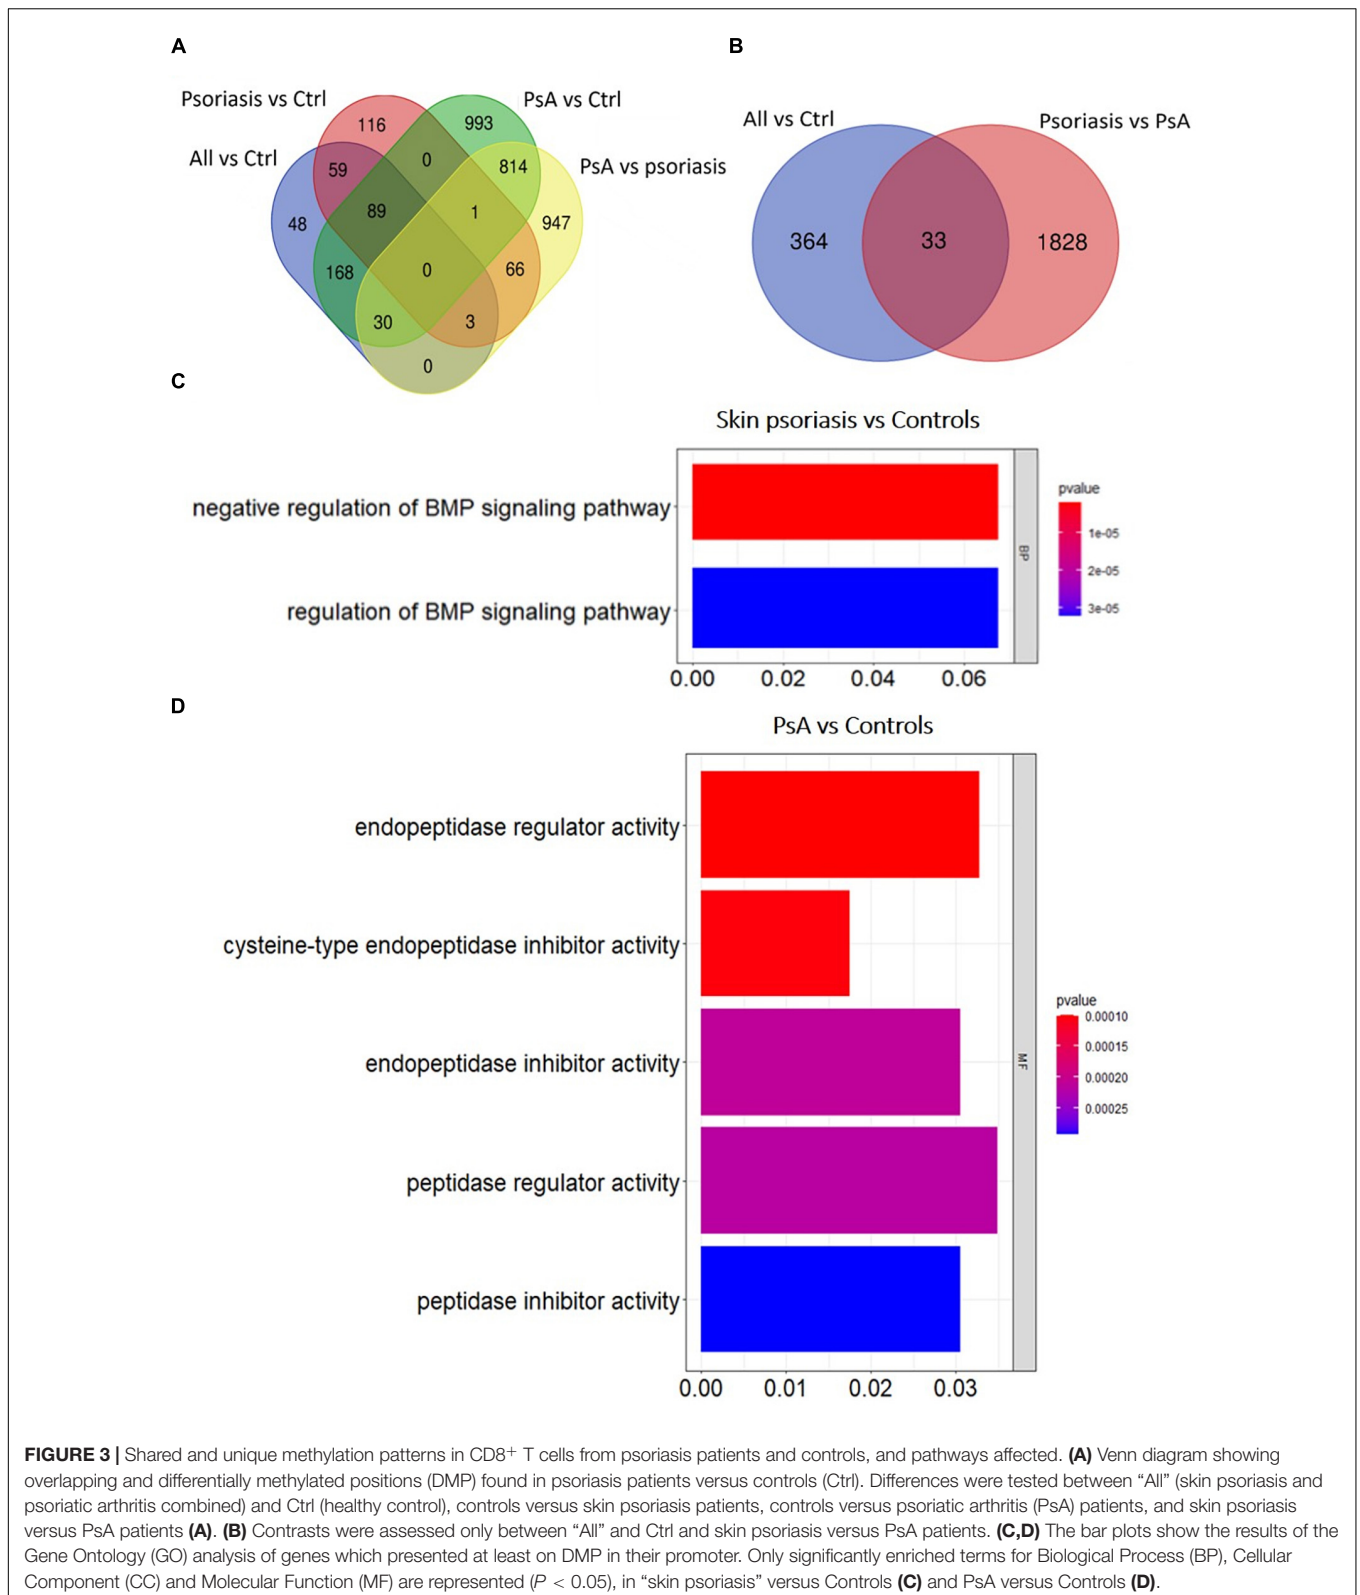 A
B
Psoriasis vs Ctrl
PsA vs Ctrl
All vs Ctrl
PsA vs psoriasis
116
993
59
0
814
48
89
1
947
168
0
66
30
3
0
All vs Ctrl
Psoriasis vs PsA
364
33
1828
C
Skin psoriasis vs Controls
negative regulation of BMP signaling pathway
regulation of BMP signaling pathway
BP
pvalue
1e-05
2e-05
3e-05
0.00 0.02 0.04 0.06
D
PsA vs Controls
endopeptidase regulator activity
cysteine-type endopeptidase inhibitor activity
endopeptidase inhibitor activity
peptidase regulator activity
peptidase inhibitor activity
MF
pvalue
0.00010
0.00015
0.00020
0.00025
0.00 0.01 0.02 0.03
FIGURE 3 | Shared and unique methylation patterns in CD8+ T cells from psoriasis patients and controls, and pathways affected. (A) Venn diagram showing
overlapping and differentially methylated positions (DMP) found in psoriasis patients versus controls (Ctrl). Differences were tested between “All” (skin psoriasis and
psoriatic arthritis combined) and Ctrl (healthy control), controls versus skin psoriasis patients, controls versus psoriatic arthritis (PsA) patients, and skin psoriasis
versus PsA patients (A). (B) Contrasts were assessed only between “All” and Ctrl and skin psoriasis versus PsA patients. (C,D) The bar plots show the results of the
Gene Ontology (GO) analysis of genes which presented at least on DMP in their promoter. Only significantly enriched terms for Biological Process (BP), Cellular
Component (CC) and Molecular Function (MF) are represented (P < 0.05), in “skin psoriasis” versus Controls (C) and PsA versus Controls (D).